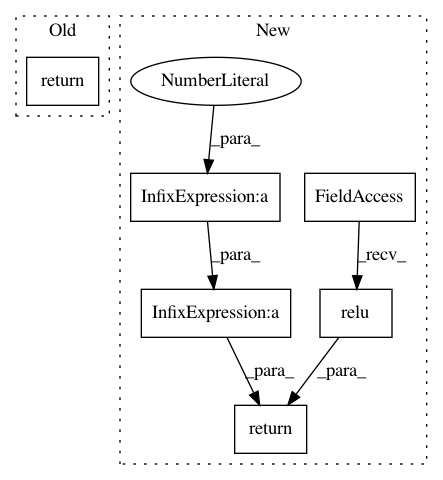 Old
New
return
NumberLiteral
_para_
InfixExpression:a
FieldAccess
_para_
_recv_
InfixExpression:a
relu
_para_
_para_
return